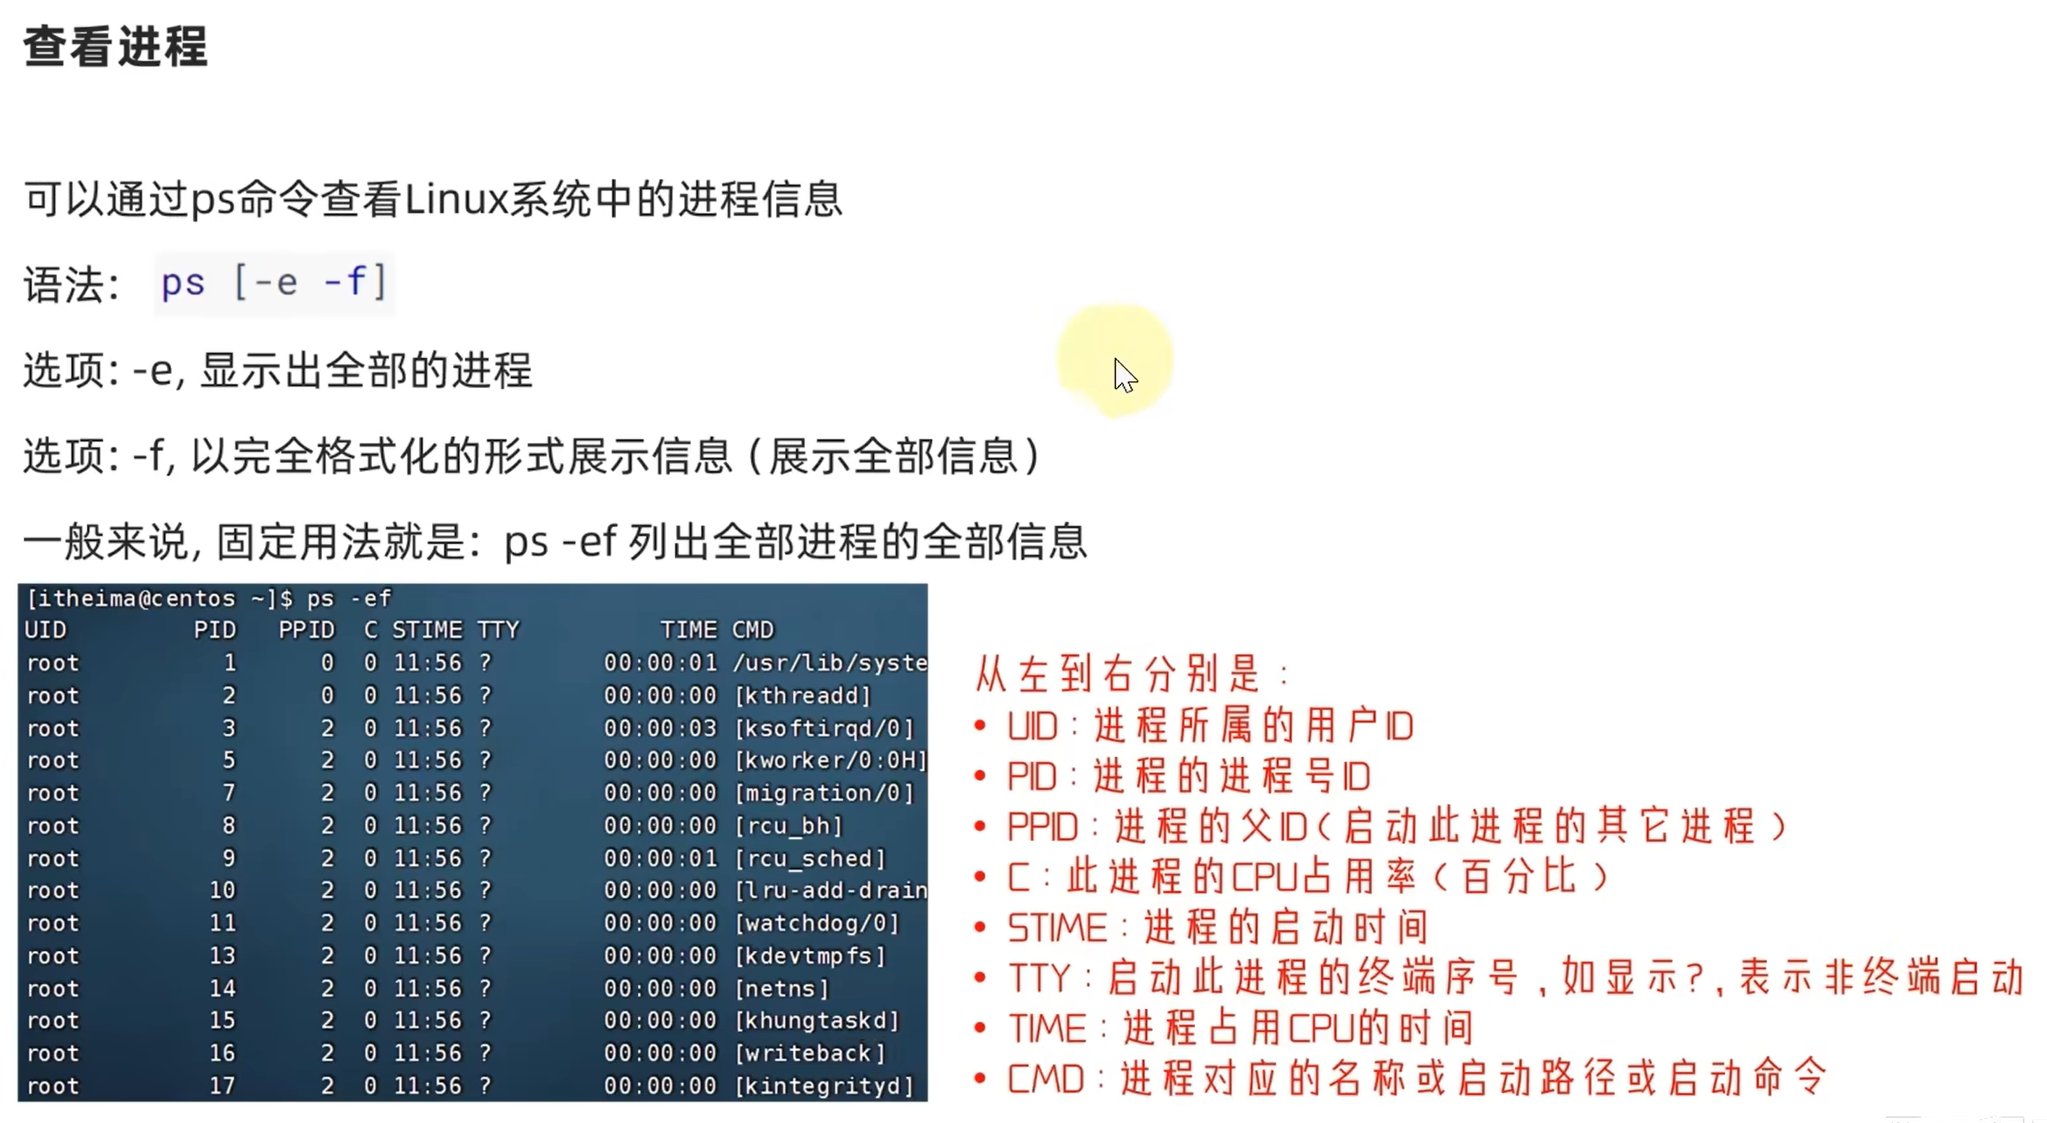 查看进程
可以通过ps命令查看Linux系统中的进程信息
语法： ps [-e -f]
选项: -e, 显示出全部的进程
选项: -f, 以完全格式化的形式展示信息（展示全部信息）
一般来说, 固定用法就是：ps -ef 列出全部进程的全部信息
[itheima@centos ~]$ ps -ef
UID PID PPID C STIME TTY TIME CMD
root 1 0 0 11:56 ? 00:00:01 /usr/lib/syste
root 2 0 0 11:56 ? 00:00:00 [kthreadd]
root 3 2 0 11:56 ? 00:00:03 [ksoftirqd/0]
root 5 2 0 11:56 ? 00:00:00 [kworker/0:0H]
root 7 2 0 11:56 ? 00:00:00 [migration/0]
root 8 2 0 11:56 ? 00:00:00 [rcu_bh]
root 9 2 0 11:56 ? 00:00:01 [rcu_sched]
root 10 2 0 11:56 ? 00:00:00 [lru-add-drain
root 11 2 0 11:56 ? 00:00:00 [watchdog/0]
root 13 2 0 11:56 ? 00:00:00 [kdevtmpfs]
root 14 2 0 11:56 ? 00:00:00 [netns]
root 15 2 0 11:56 ? 00:00:00 [khungtaskd]
root 16 2 0 11:56 ? 00:00:00 [writeback]
root 17 2 0 11:56 ? 00:00:00 [kintegrityd]
从左到右分别是：
• UID：进程所属的用户ID
• PID：进程的进程号ID
• PPID：进程的父ID（启动此进程的其它进程）
• C：此进程的CPU占用率（百分比）
• STIME：进程的启动时间
• TTY：启动此进程的终端序号，如显示?，表示非终端启动
• TIME：进程占用CPU的时间
• CMD：进程对应的名称或启动路径或启动命令